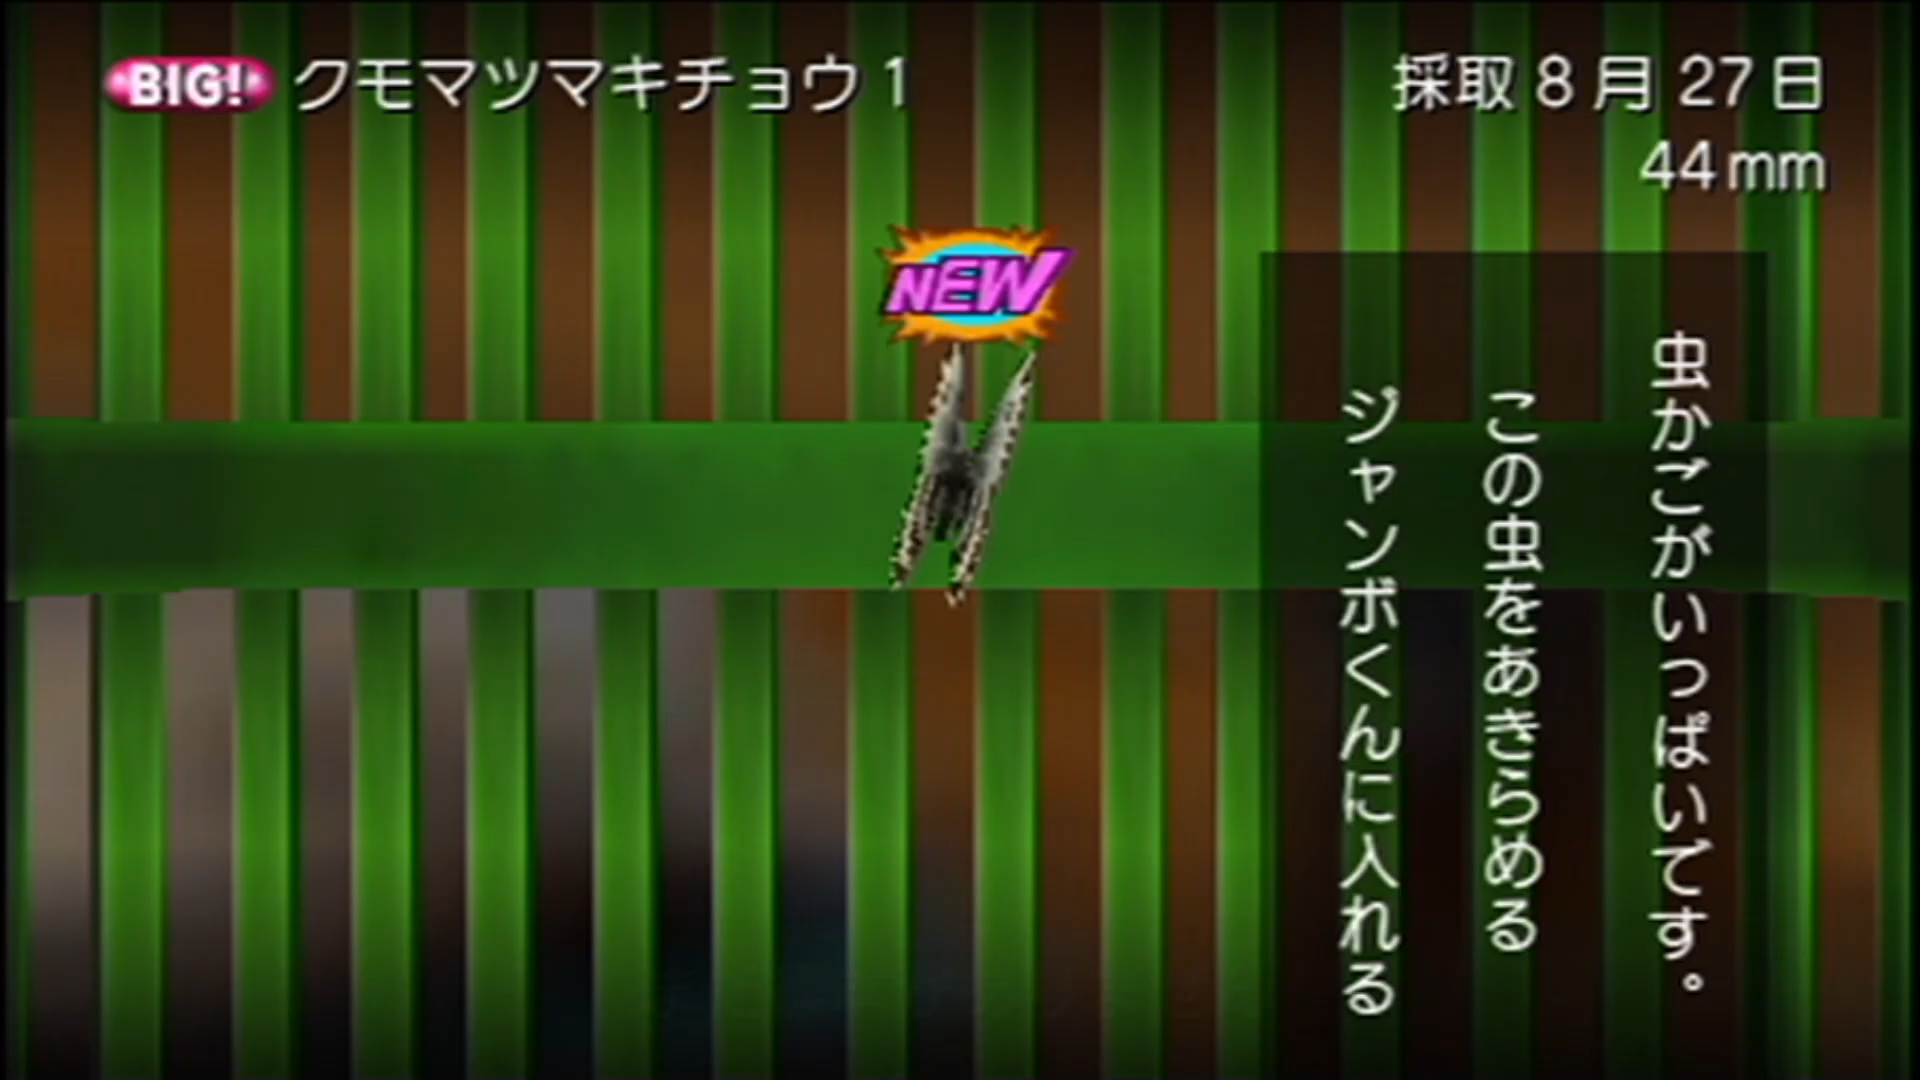 BIG! クモマツマキチョウ 1
採取 8 月 27 日
44 mm
NEW
虫かごがいっぱいです。
この虫をあきらめる
ジャンボくんに入れる